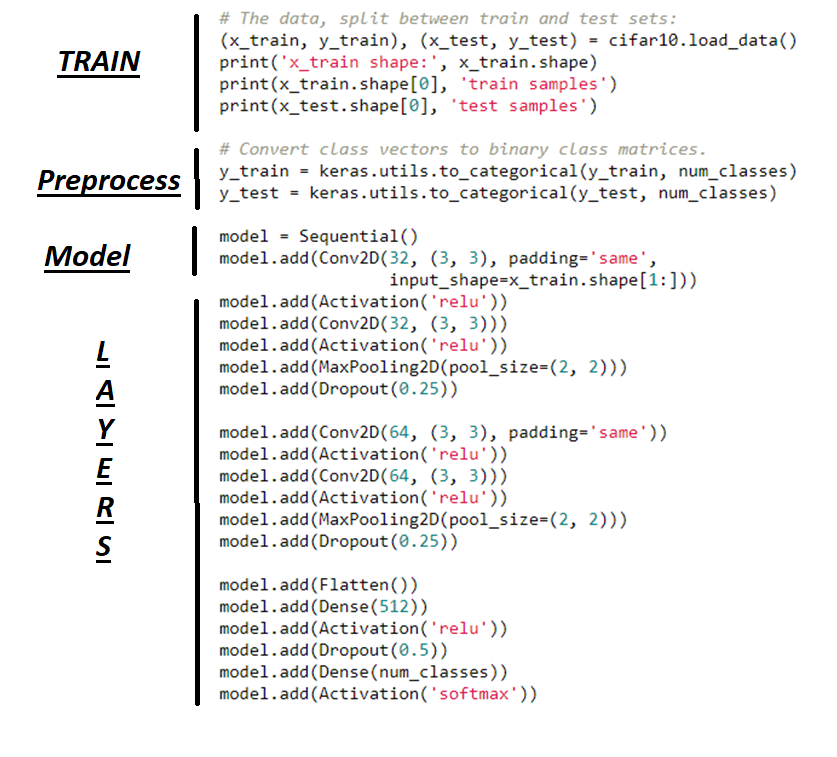 TRAIN
# The data, split between train and test sets:
(x_train, y_train), (x_test, y_test) = cifar10.load_data()
print('x_train shape:', x_train.shape)
print(x_train.shape[0], 'train samples')
print(x_test.shape[0], 'test samples')
Preprocess
# Convert class vectors to binary class matrices.
y_train = keras.utils.to_categorical(y_train, num_classes)
y_test = keras.utils.to_categorical(y_test, num_classes)
Model
model = Sequential()
model.add(Conv2D(32, (3, 3), padding='same',
                 input_shape=x_train.shape[1:]))
L
A
Y
E
R
S
model.add(Activation('relu'))
model.add(Conv2D(32, (3, 3)))
model.add(Activation('relu'))
model.add(MaxPooling2D(pool_size=(2, 2)))
model.add(Dropout(0.25))
model.add(Conv2D(64, (3, 3), padding='same'))
model.add(Activation('relu'))
model.add(Conv2D(64, (3, 3)))
model.add(Activation('relu'))
model.add(MaxPooling2D(pool_size=(2, 2)))
model.add(Dropout(0.25))
model.add(Flatten())
model.add(Dense(512))
model.add(Activation('relu'))
model.add(Dropout(0.5))
model.add(Dense(num_classes))
model.add(Activation('softmax'))